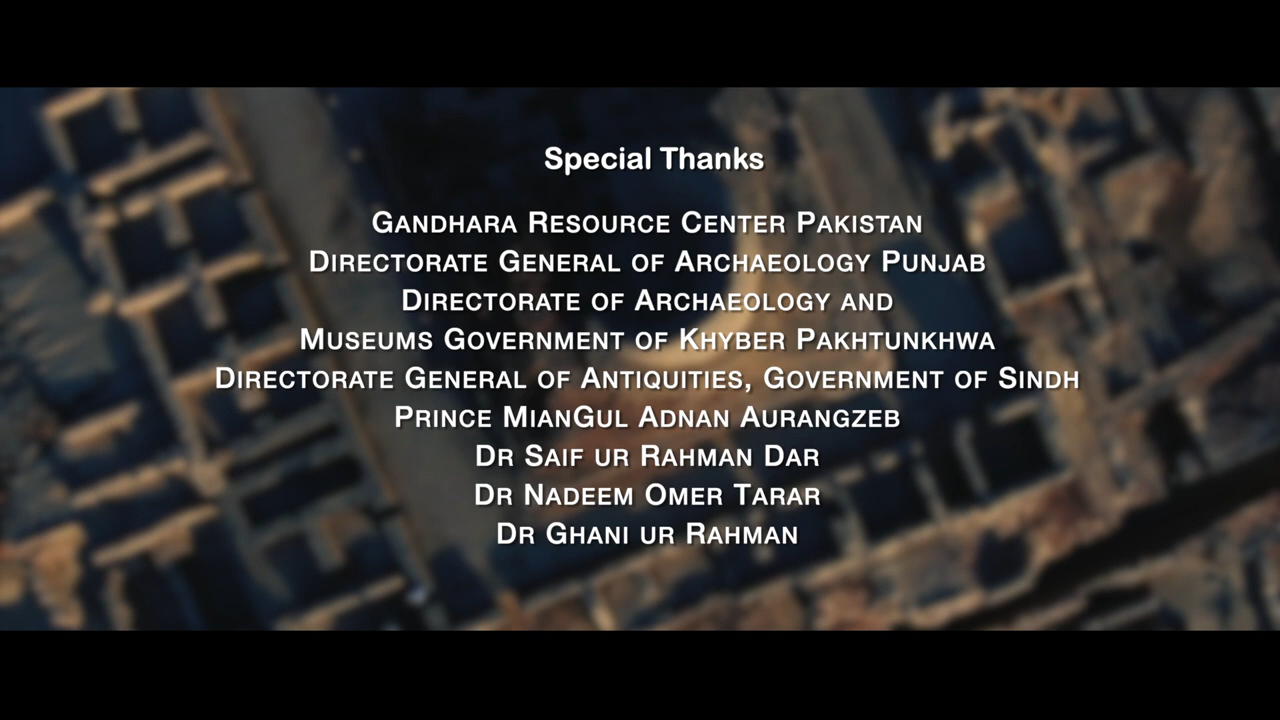 Special Thanks
Gandhara Resource Center Pakistan
Directorate General of Archaeology Punjab
Directorate of Archaeology and
Museums Government of Khyber Pakhtunkhwa
Directorate General of Antiquities, Government of Sindh
Prince MianGul Adnan Aurangzeb
Dr Saif ur Rahman Dar
Dr Nadeem Omer Tarar
Dr Ghani ur Rahman